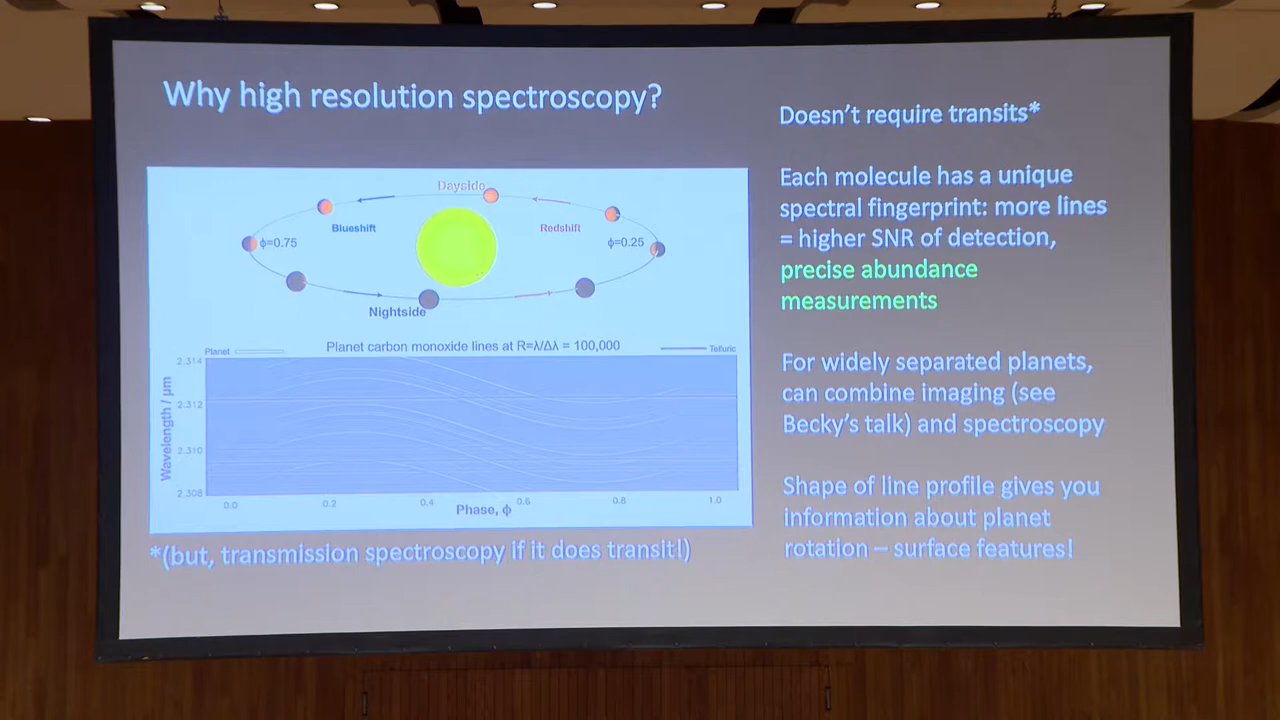 Why high resolution spectroscopy?
Dayside
Blueshift
Redshift
ϕ=0.75
ϕ=0.25
Nightside
Planet carbon monoxide lines at R=λ/Δλ = 100,000
Planet
Telluric
Wavelength / μm
2.314
2.312
2.310
2.308
0.0
0.2
0.4
0.6
0.8
1.0
Phase, ϕ
*(but, transmission spectroscopy if it does transit!)
Doesn't require transits*
Each molecule has a unique
spectral fingerprint: more lines
= higher SNR of detection,
precise abundance
measurements
For widely separated planets,
can combine imaging (see
Becky's talk) and spectroscopy
Shape of line profile gives you
information about planet
rotation – surface features!